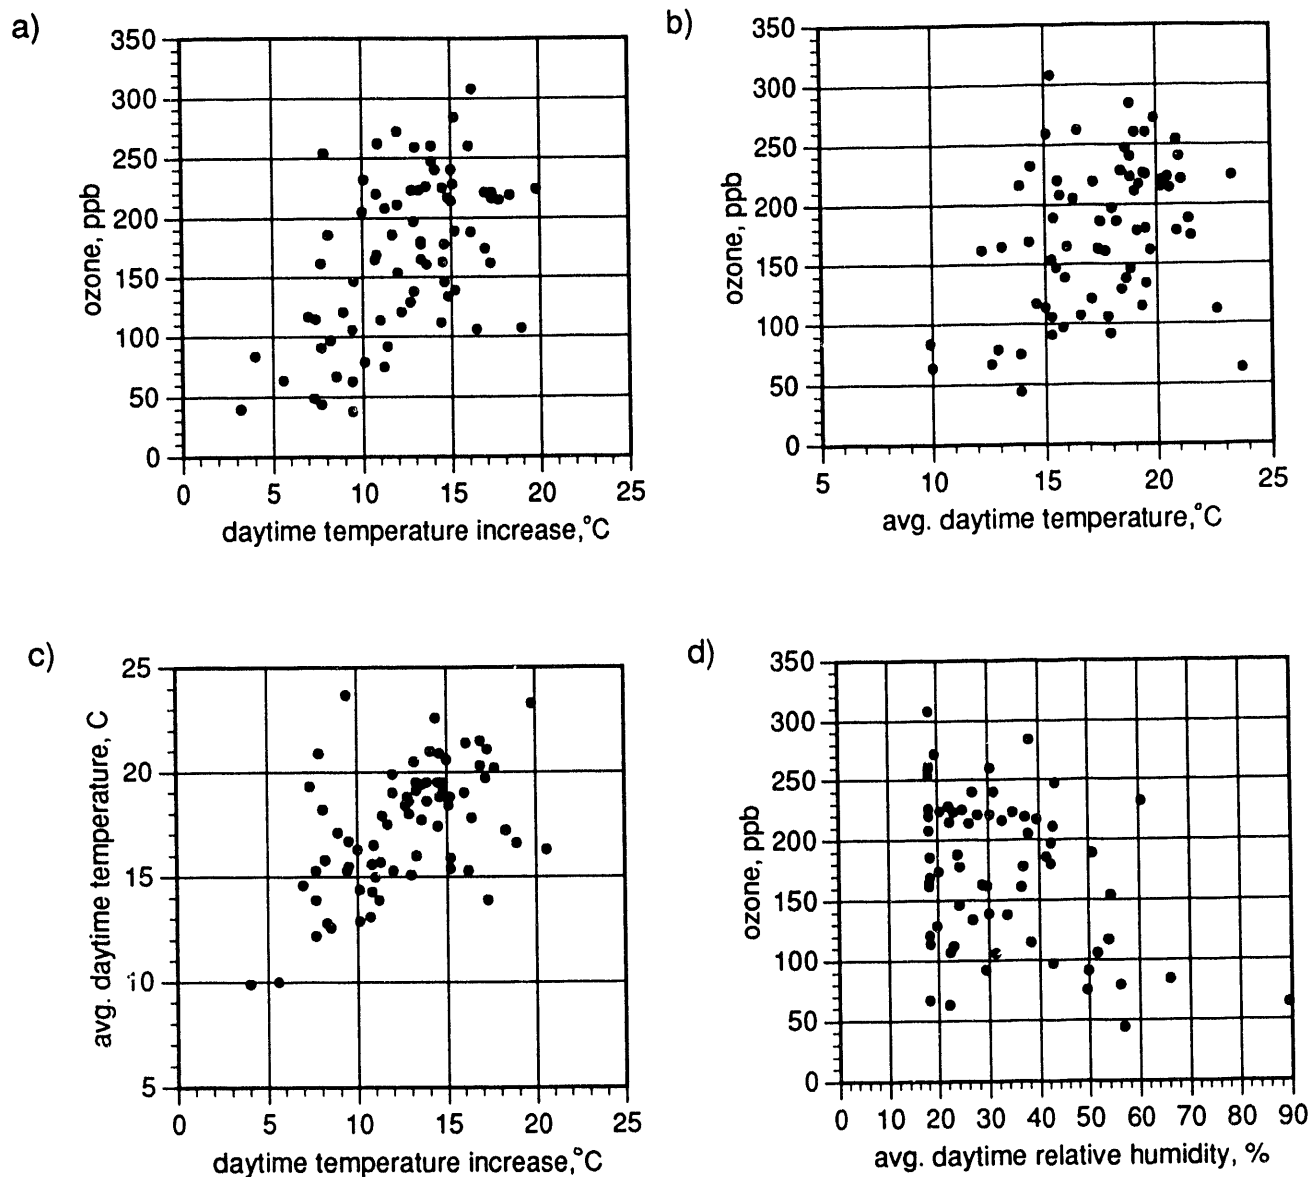 a)
350
300
250
200
150
100
50
0
ozone, ppb
0 5 10 15 20 25
daytime temperature increase,°C
b)
350
300
250
200
150
100
50
0
ozone, ppb
5 10 15 20 25
avg. daytime temperature,°C
c)
25
20
15
10
5
avg. daytime temperature, C
0 5 10 15 20 25
daytime temperature increase,°C
d)
350
300
250
200
150
100
50
0
ozone, ppb
0 10 20 30 40 50 60 70 80 90
avg. daytime relative humidity, %